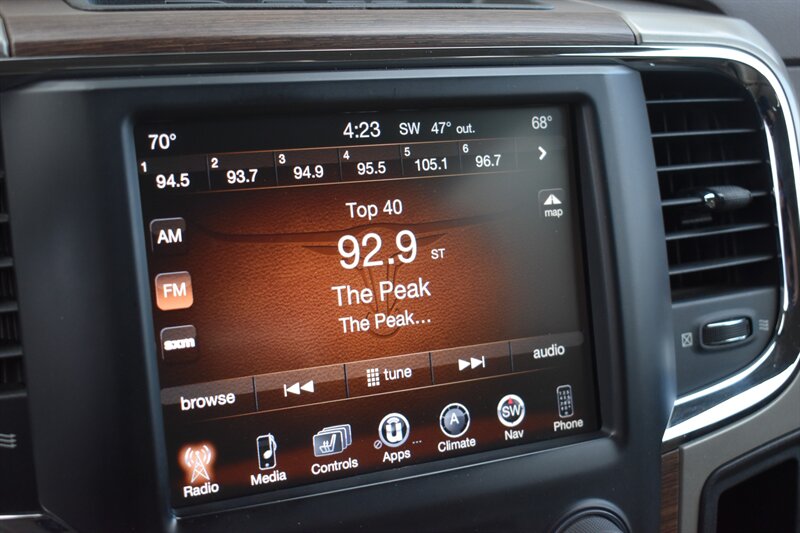 70° 4:23 SW 47° out. 68°
1 94.5 2 93.7 3 94.9 4 95.5 5 105.1 6 96.7
map
Top 40
AM
92.9 ST
FM
The Peak
The Peak...
sxm
browse tune audio
Radio Media Controls Apps ... A Climate SW Nav Phone